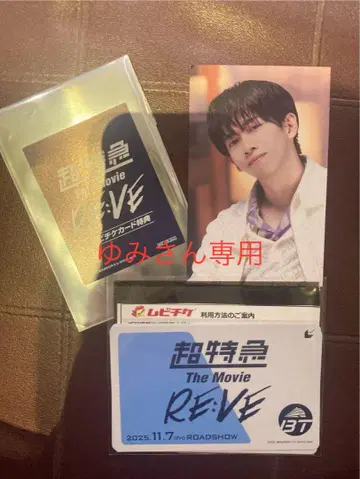 超特急
The Movie
RE:VE
ムビチケカード特典
ゆみさん専用
ムビチケ 利用方法のご案内
超特急
The Movie
RE:VE
2025.11.7 FRI ROADSHOW
BT